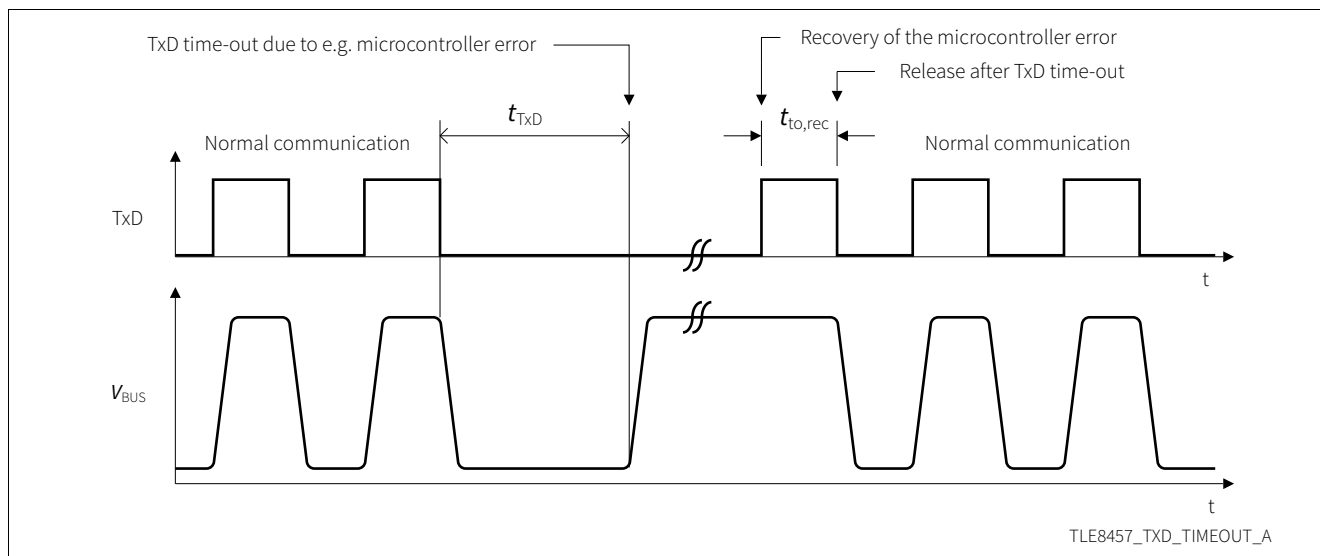 TxD time-out due to e.g. microcontroller error
Recovery of the microcontroller error
Release after TxD time-out
tTxD
tto,rec
Normal communication
Normal communication
TxD
t
VBUS
t
TLE8457_TXD_TIMEOUT_A